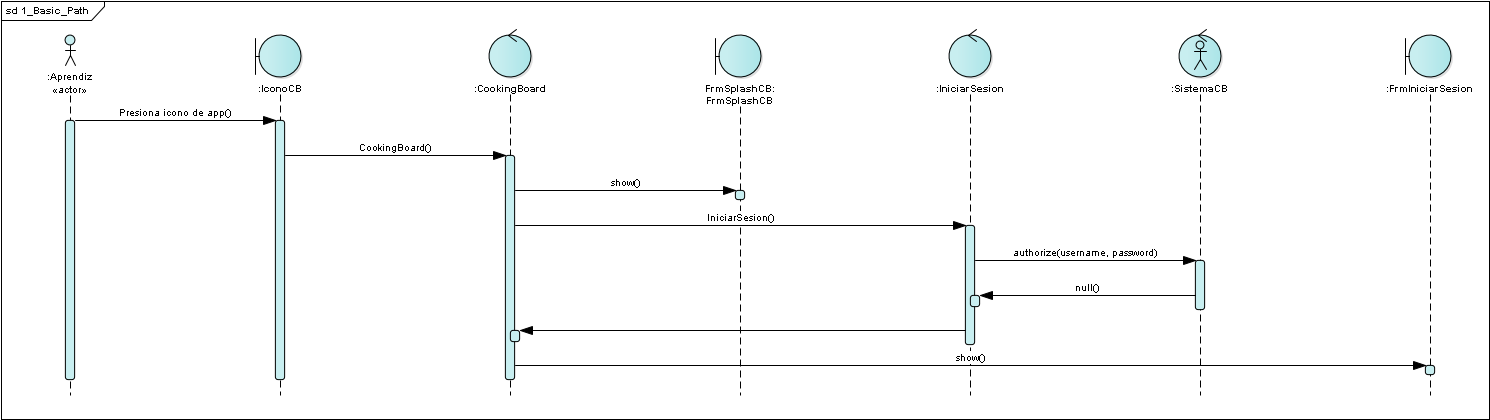 sd 1_Basic_Path
:Aprendiz
«actor»
:IconoCB
:CookingBoard
FrmSplashCB:
FrmSplashCB
:IniciarSesion
:SistemaCB
:FrmIniciarSesion
Presiona icono de app()
CookingBoard()
show()
IniciarSesion()
authorize(username, password)
null()
show()